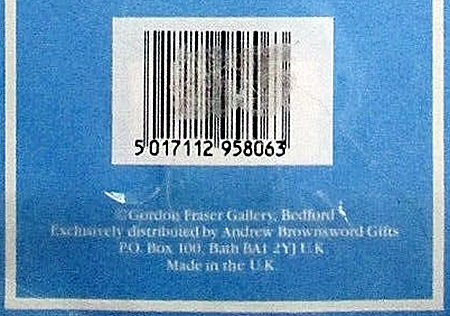 5 017112 958063
©Gordon Fraser Gallery, Bedford
Exclusively distributed by Andrew Brownsword Gifts
P.O. Box 100, Bath BA1 2YJ U.K
Made in the U.K